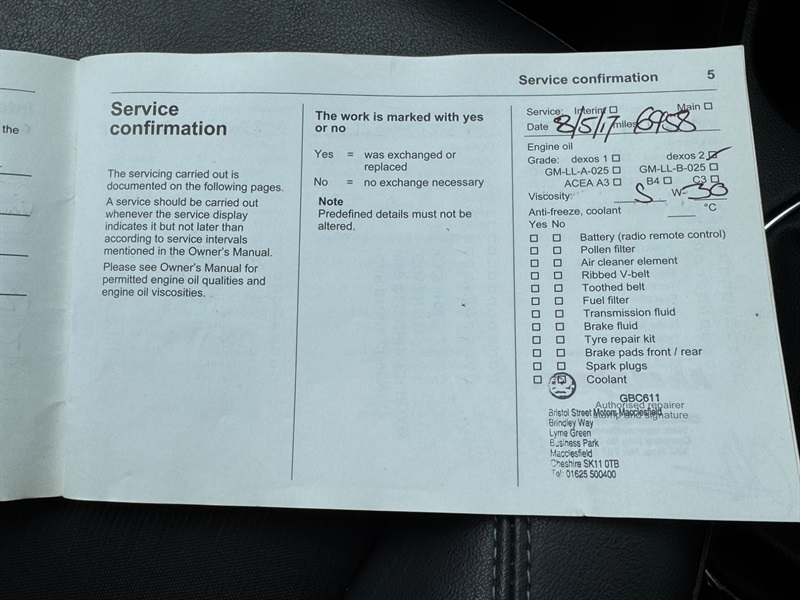 the
Service confirmation 5
Service
confirmation
The servicing carried out is
documented on the following pages.
A service should be carried out
whenever the service display
indicates it but not later than
according to service intervals
mentioned in the Owner's Manual.
Please see Owner's Manual for
permitted engine oil qualities and
engine oil viscosities.
The work is marked with yes
or no
Yes = was exchanged or
replaced
No = no exchange necessary
Note
Predefined details must not be
altered.
Service: Interim Main
Date 8/5/17 miles 6958
Engine oil
Grade: dexos 1 dexos 2
GM-LL-A-025 GM-LL-B-025
ACEA A3 B4 C3
Viscosity: 5 W- 30
Anti-freeze, coolant °C
Yes No
Battery (radio remote control)
Pollen filter
Air cleaner element
Ribbed V-belt
Toothed belt
Fuel filter
Transmission fluid
Brake fluid
Tyre repair kit
Brake pads front / rear
Spark plugs
Coolant
GBC611
Authorised repairer
stamp and signature
Bristol Street Motors Macclesfield
Brindley Way
Lyme Green
Business Park
Macclesfield
Cheshire SK11 0TB
Tel: 01625 500400